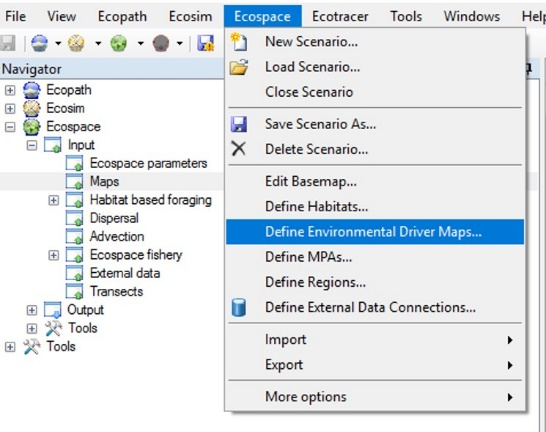 File View Ecopath Ecosim Ecospace Ecotracer Tools Windows
Navigator
Ecopath
Ecosim
Ecospace
Input
Ecospace parameters
Maps
Habitat based foraging
Dispersal
Advection
Ecospace fishery
External data
Transects
Output
Tools
Tools
New Scenario...
Load Scenario...
Close Scenario
Save Scenario As...
Delete Scenario...
Edit Basemap...
Define Habitats...
Define Environmental Driver Maps...
Define MPAs...
Define Regions...
Define External Data Connections...
Import
Export
More options